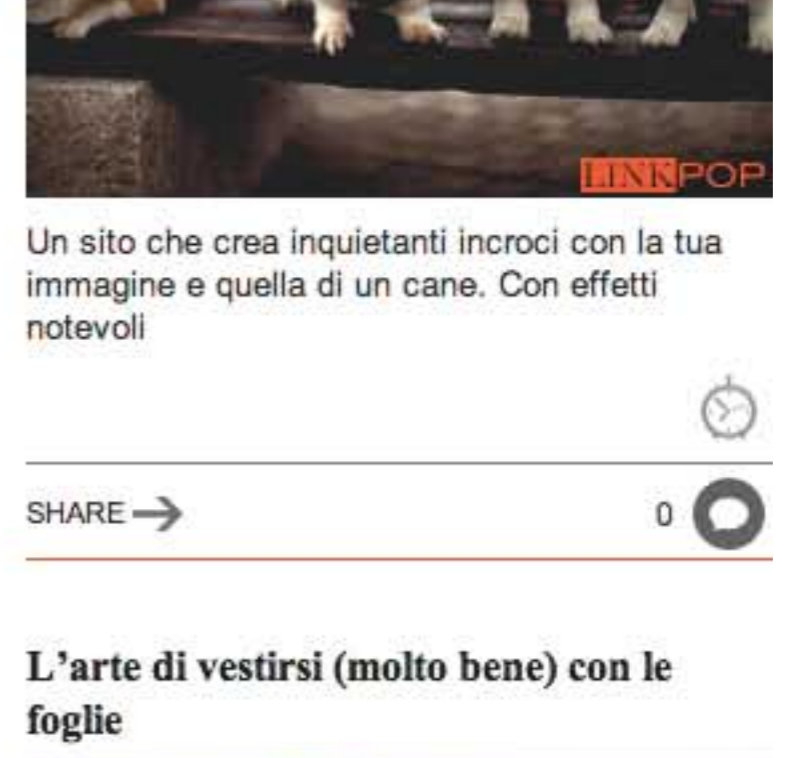 LINKPOP
Un sito che crea inquietanti incroci con la tua
immagine e quella di un cane. Con effetti
notevoli
SHARE
0
L’arte di vestirsi (molto bene) con le
foglie